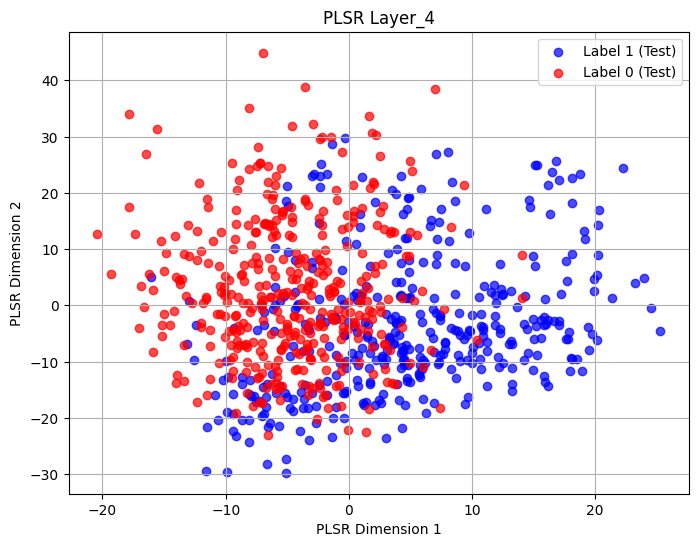 PLSR Layer_4
Label 1 (Test)
Label 0 (Test)
40
30
20
10
0
−10
−20
−30
PLSR Dimension 2
−20
−10
0
10
20
PLSR Dimension 1